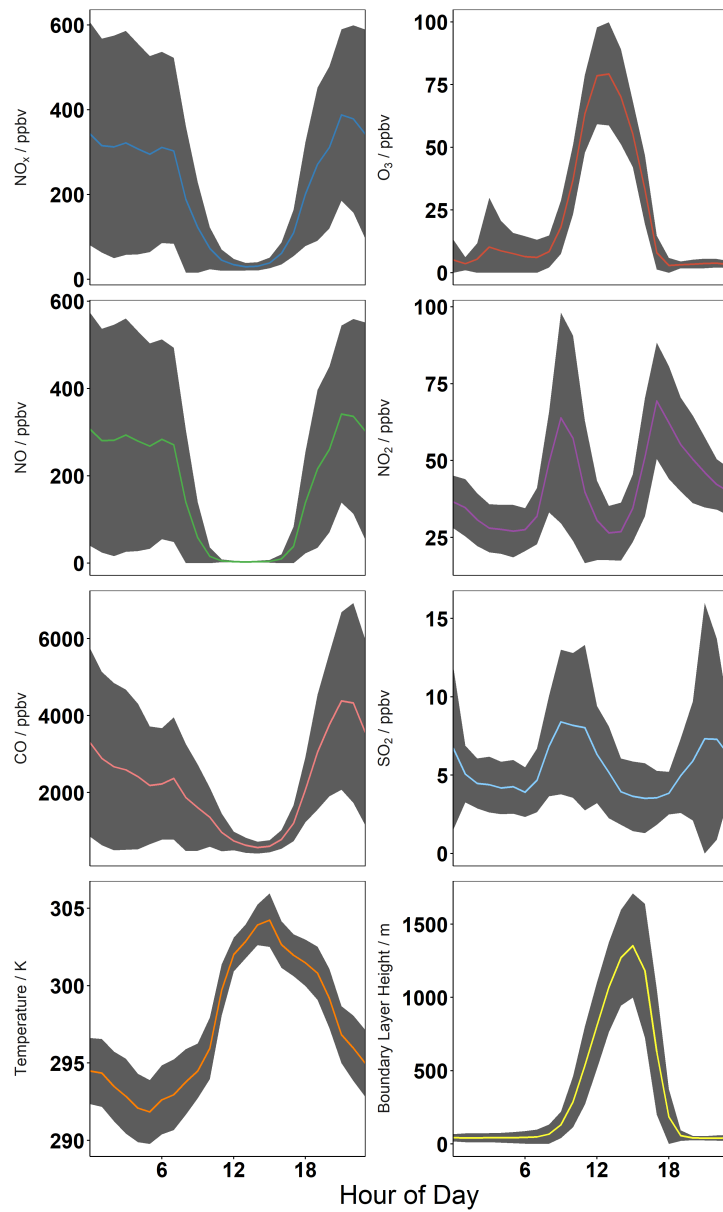 NOx / ppbv
600
400
200
0
O3 / ppbv
100
75
50
25
0
NO / ppbv
600
400
200
0
NO2 / ppbv
100
75
50
25
CO / ppbv
6000
4000
2000
SO2 / ppbv
15
10
5
0
Temperature / K
305
300
295
290
Boundary Layer Height / m
1500
1000
500
0
6 12 18
6 12 18
Hour of Day